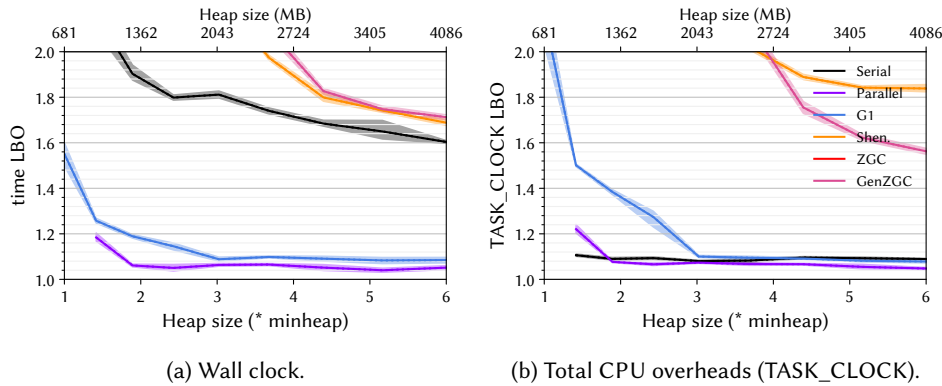 Heap size (MB)
681 1362 2043 2724 3405 4086
2.0
1.8
1.6
1.4
1.2
1.0
time LBO
1 2 3 4 5 6
Heap size (* minheap)
(a) Wall clock.
Heap size (MB)
681 1362 2043 2724 3405 4086
2.0
1.8
1.6
1.4
1.2
1.0
TASK_CLOCK LBO
Serial
Parallel
G1
Shen.
ZGC
GenZGC
1 2 3 4 5 6
Heap size (* minheap)
(b) Total CPU overheads (TASK_CLOCK).